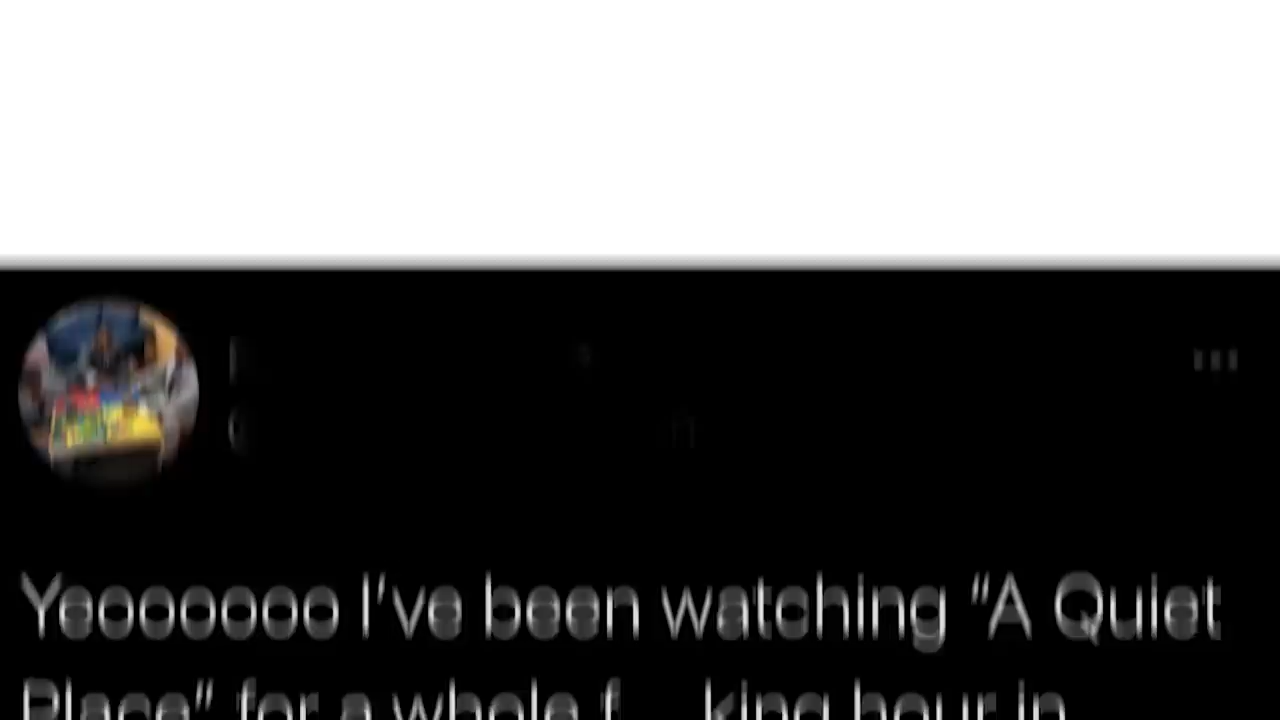 Yeooooooo I've been watching “A Quiet
Place” for a whole f king hour in